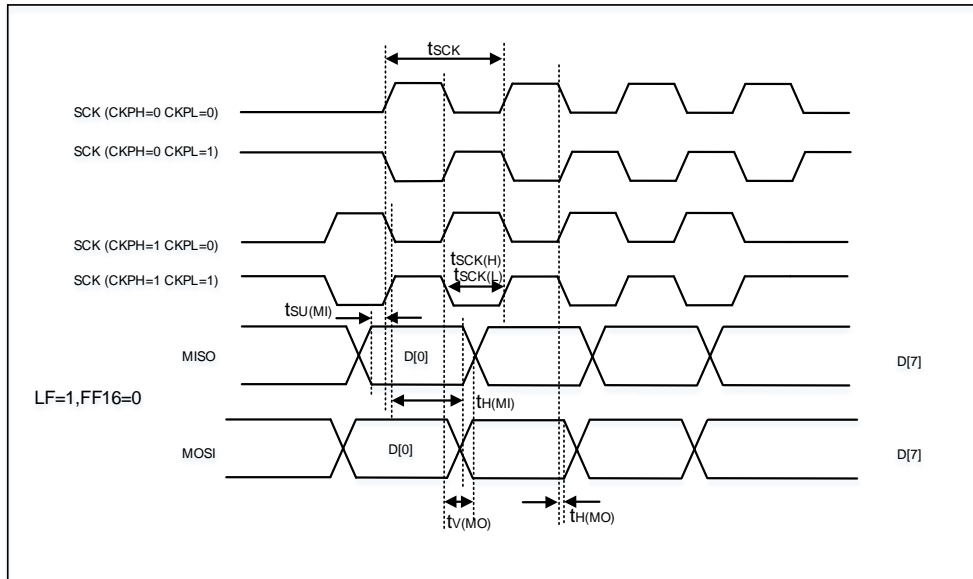 tSCK
SCK (CKPH=0 CKPL=0)
SCK (CKPH=0 CKPL=1)
SCK (CKPH=1 CKPL=0)
tSCK(H)
SCK (CKPH=1 CKPL=1)
tSCK(L)
tSU(MI)
MISO
D[0]
D[7]
LF=1,FF16=0
tH(MI)
MOSI
D[0]
D[7]
tV(MO)
tH(MO)